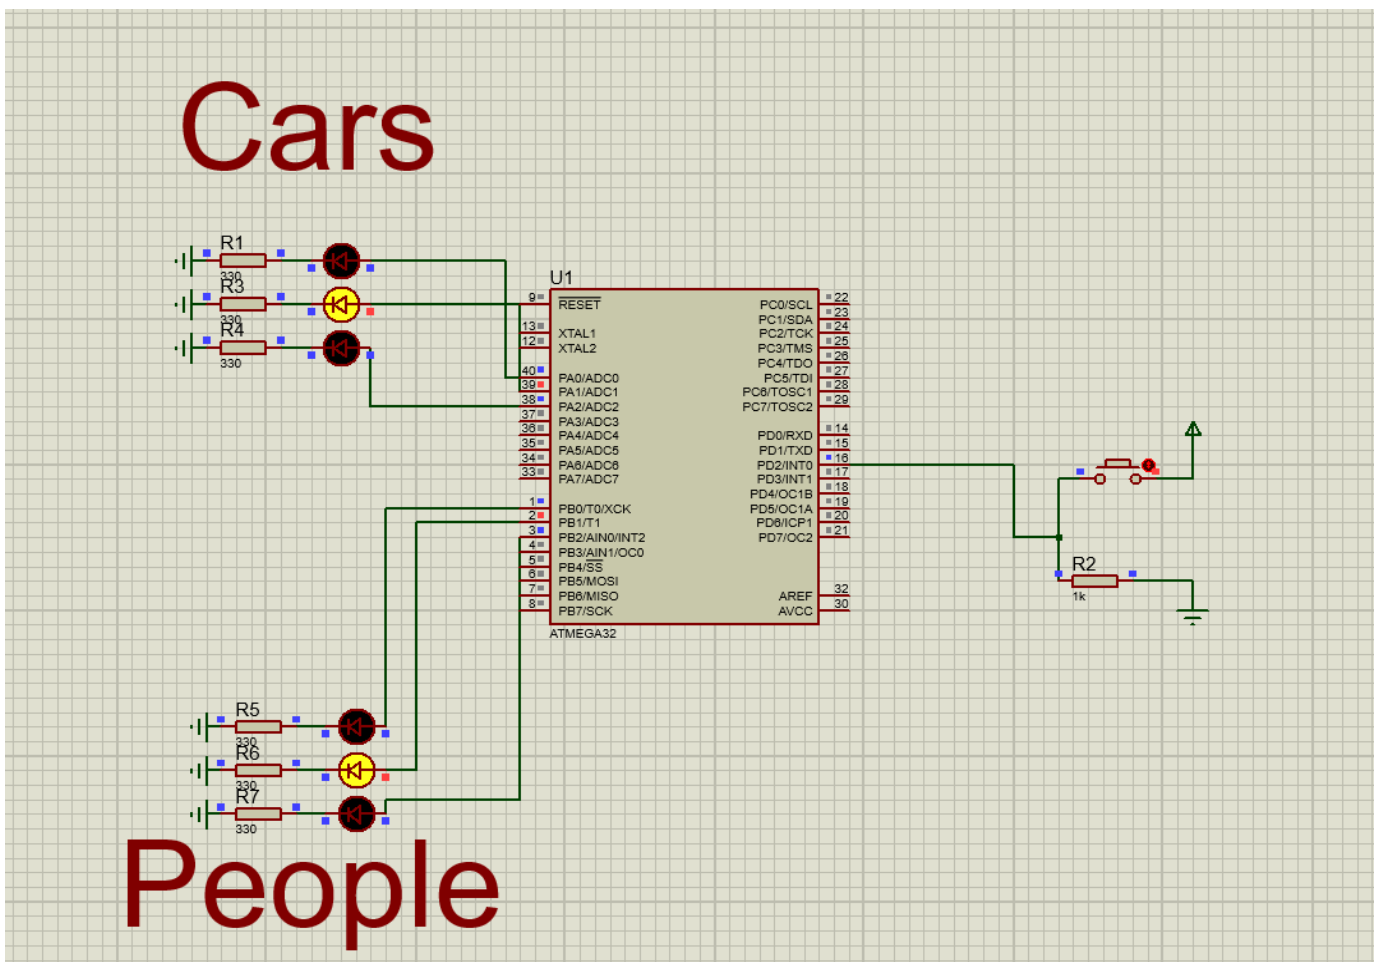 Cars
R1
330
R3
330
R4
330
U1
9 RESET
13 XTAL1
12 XTAL2
40 PA0/ADC0
39 PA1/ADC1
38 PA2/ADC2
37 PA3/ADC3
36 PA4/ADC4
35 PA5/ADC5
34 PA6/ADC6
33 PA7/ADC7
1 PB0/T0/XCK
2 PB1/T1
3 PB2/AIN0/INT2
4 PB3/AIN1/OC0
5 PB4/SS
6 PB5/MOSI
7 PB6/MISO
8 PB7/SCK
PC0/SCL 22
PC1/SDA 23
PC2/TCK 24
PC3/TMS 25
PC4/TDO 26
PC5/TDI 27
PC6/TOSC1 28
PC7/TOSC2 29
PD0/RXD 14
PD1/TXD 15
PD2/INT0 16
PD3/INT1 17
PD4/OC1B 18
PD5/OC1A 19
PD6/ICP1 20
PD7/OC2 21
AREF 32
AVCC 30
ATMEGA32
R2
1k
R5
330
R6
330
R7
330
People